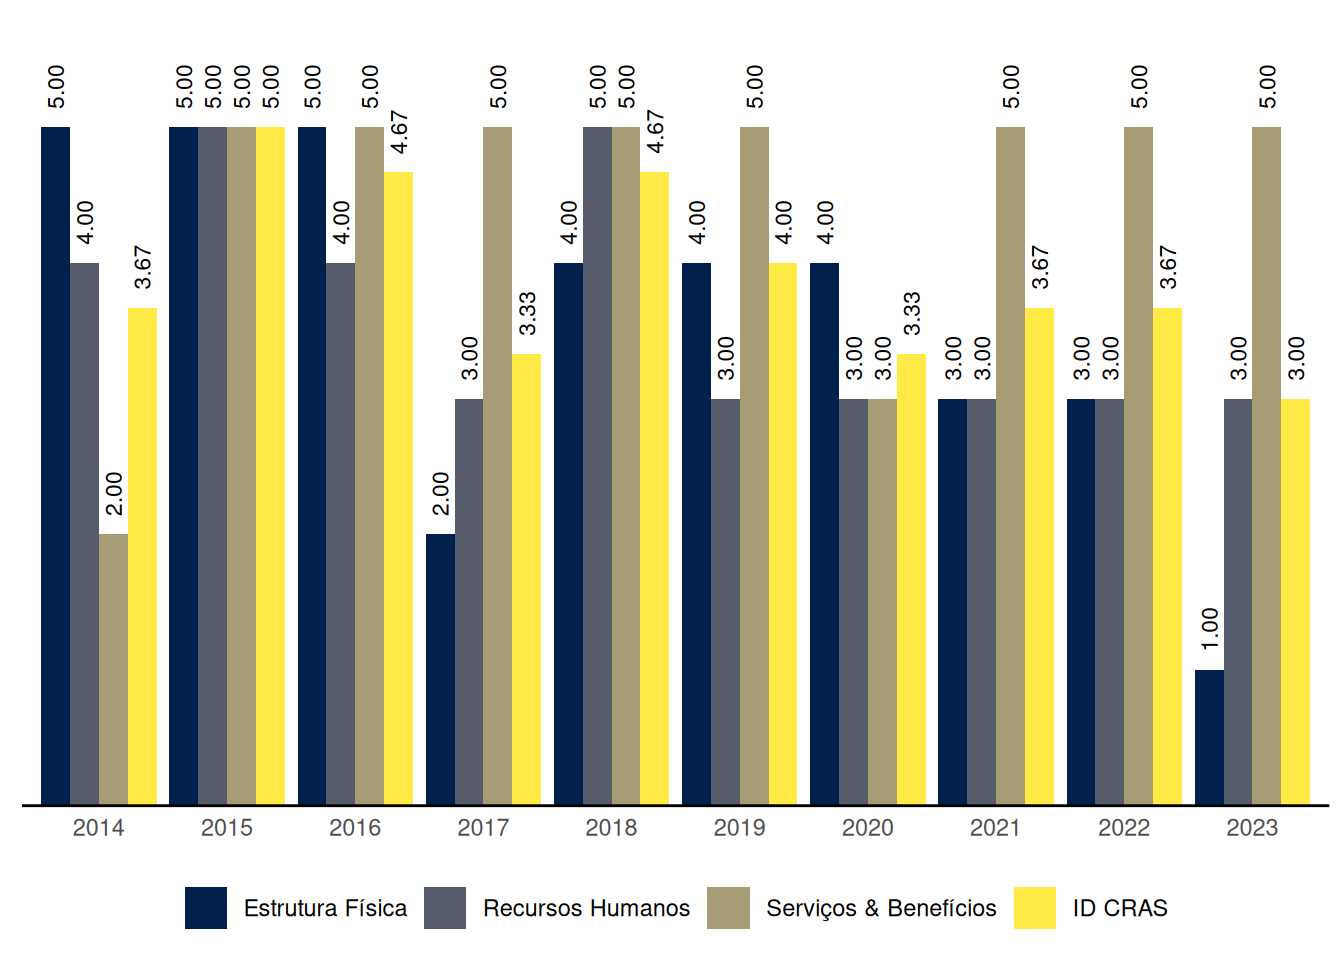 5.00 4.00 2.00 3.67
5.00 5.00 5.00 5.00
5.00 4.00 5.00 4.67
2.00 3.00 5.00 3.33
4.00 5.00 5.00 4.67
4.00 3.00 5.00 4.00
4.00 3.00 3.00 3.33
3.00 3.00 5.00 3.67
3.00 3.00 5.00 3.67
1.00 3.00 5.00 3.00
2014 2015 2016 2017 2018 2019 2020 2021 2022 2023
Estrutura Física Recursos Humanos Serviços & Benefícios ID CRAS